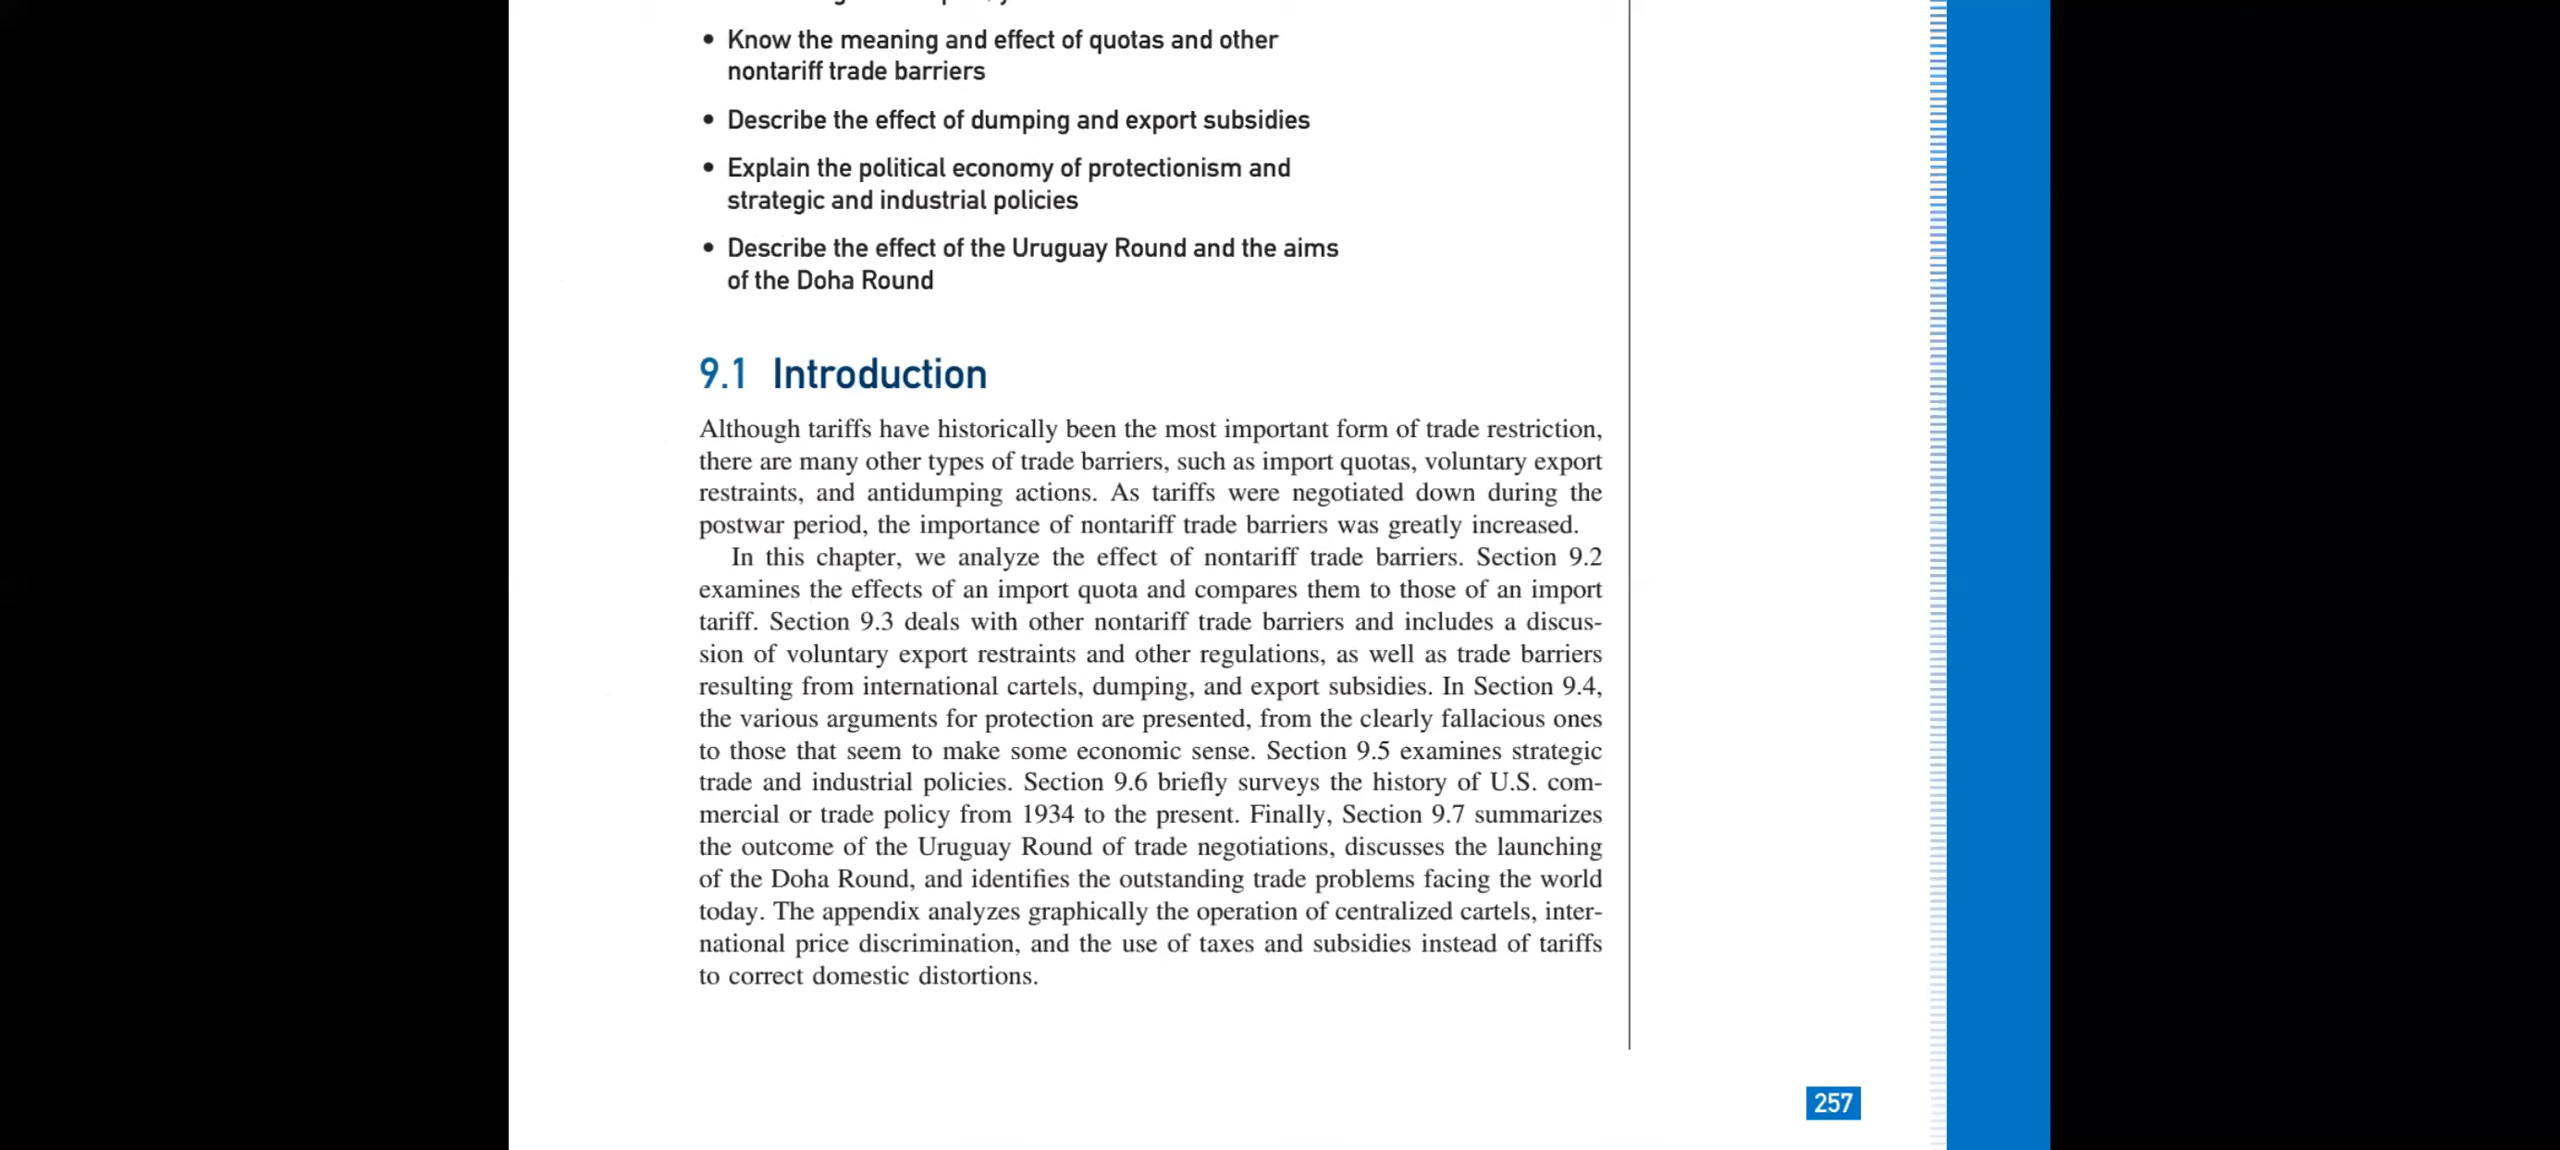 • Know the meaning and effect of quotas and other
nontariff trade barriers
• Describe the effect of dumping and export subsidies
• Explain the political economy of protectionism and
strategic and industrial policies
• Describe the effect of the Uruguay Round and the aims
of the Doha Round
9.1 Introduction
Although tariffs have historically been the most important form of trade restriction,
there are many other types of trade barriers, such as import quotas, voluntary export
restraints, and antidumping actions. As tariffs were negotiated down during the
postwar period, the importance of nontariff trade barriers was greatly increased.
In this chapter, we analyze the effect of nontariff trade barriers. Section 9.2
examines the effects of an import quota and compares them to those of an import
tariff. Section 9.3 deals with other nontariff trade barriers and includes a discus-
sion of voluntary export restraints and other regulations, as well as trade barriers
resulting from international cartels, dumping, and export subsidies. In Section 9.4,
the various arguments for protection are presented, from the clearly fallacious ones
to those that seem to make some economic sense. Section 9.5 examines strategic
trade and industrial policies. Section 9.6 briefly surveys the history of U.S. com-
mercial or trade policy from 1934 to the present. Finally, Section 9.7 summarizes
the outcome of the Uruguay Round of trade negotiations, discusses the launching
of the Doha Round, and identifies the outstanding trade problems facing the world
today. The appendix analyzes graphically the operation of centralized cartels, inter-
national price discrimination, and the use of taxes and subsidies instead of tariffs
to correct domestic distortions.
257